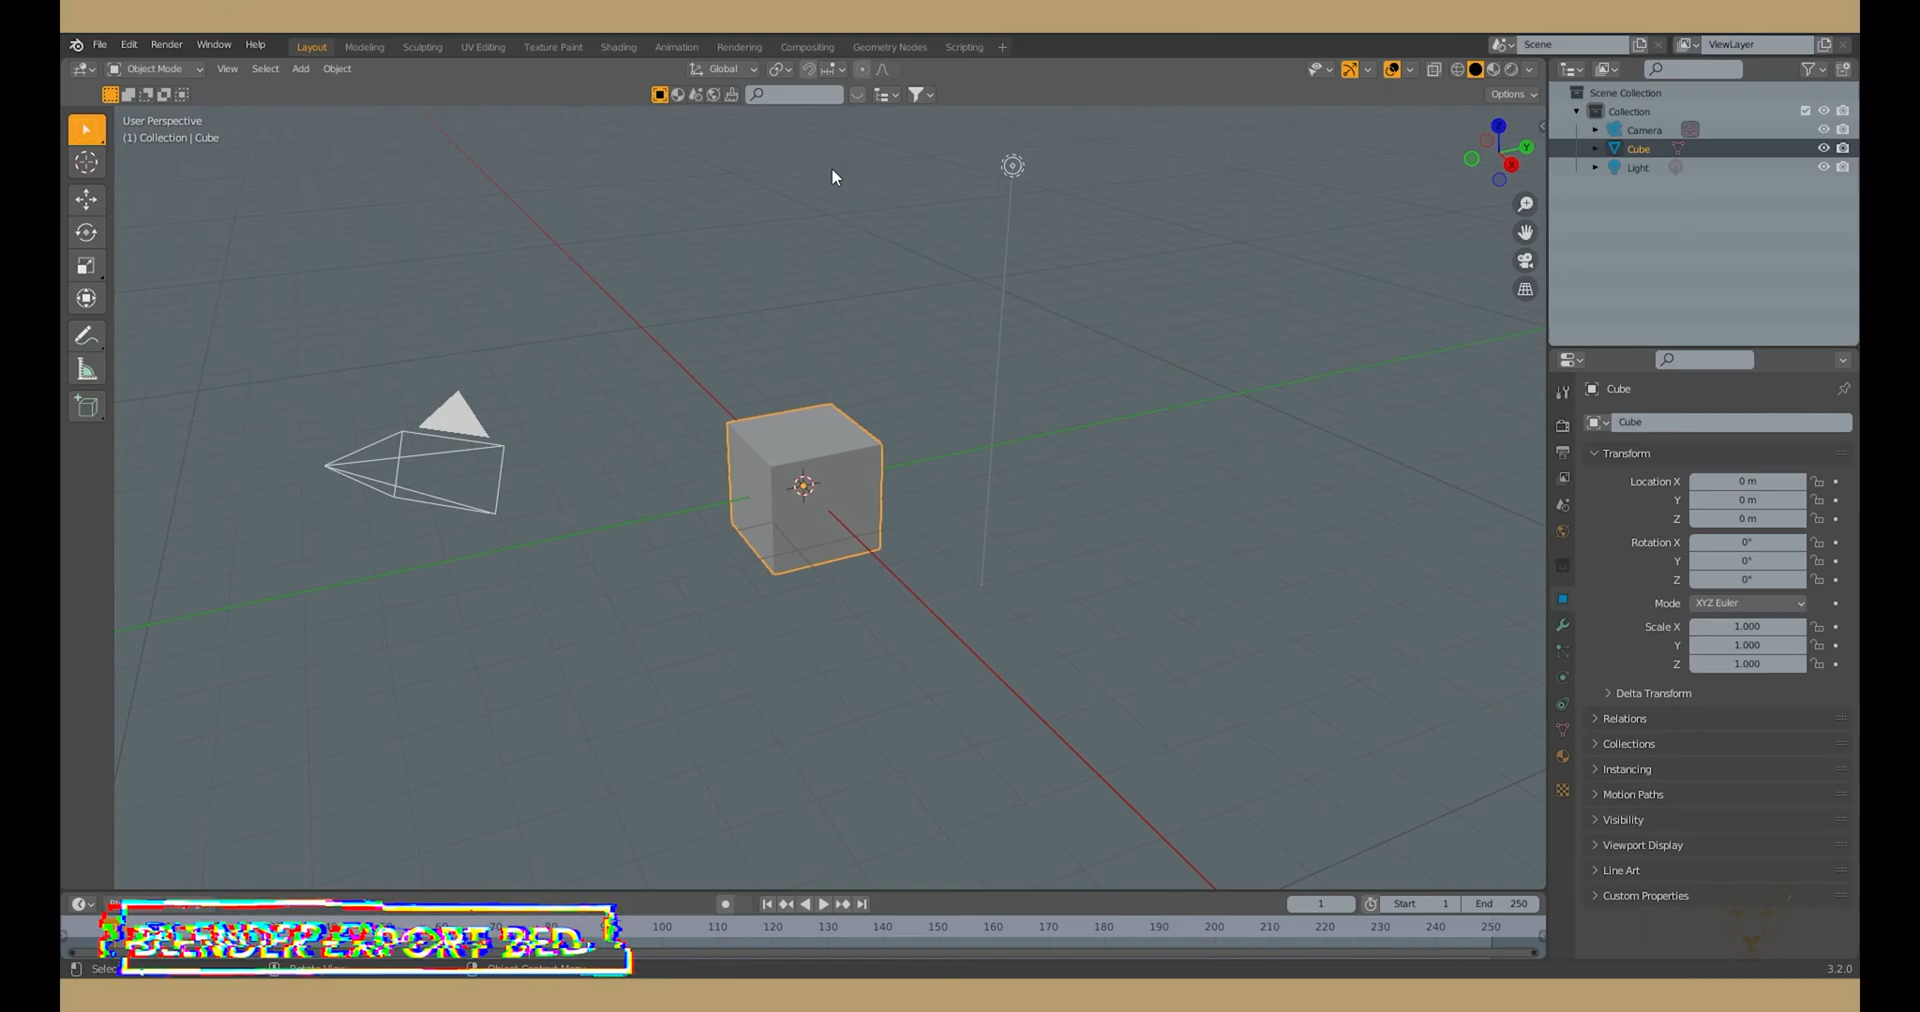 File Edit Render Window Help Layout Modeling Sculpting UV Editing Texture Paint Shading Animation Rendering Compositing Geometry Nodes Scripting + Scene ViewLayer
Object Mode View Select Add Object Global
Options
User Perspective
(1) Collection | Cube
Z
Y
X
Scene Collection
Collection
Camera
Cube
Light
Cube
Cube
Transform
Location X 0 m
Y 0 m
Z 0 m
Rotation X 0°
Y 0°
Z 0°
Mode XYZ Euler
Scale X 1.000
Y 1.000
Z 1.000
Delta Transform
Relations
Collections
Instancing
Motion Paths
Visibility
Viewport Display
Line Art
Custom Properties
1 Start 1 End 250
100 110 120 130 140 150 160 170 180 190 200 210 220 230 240 250
BLENDER EXPORT BED
3.2.0